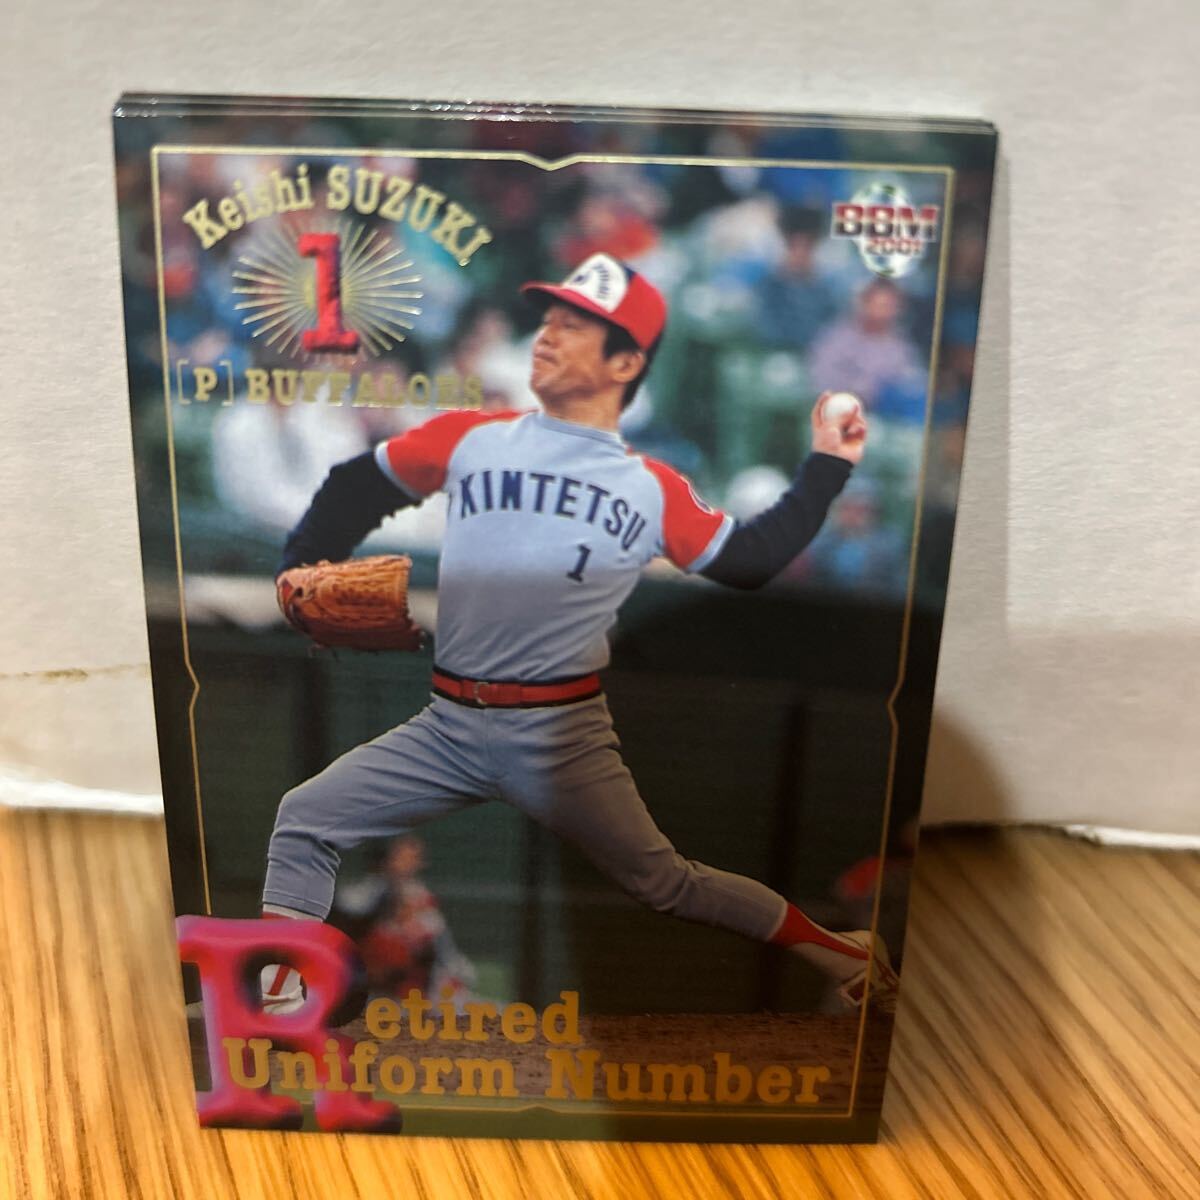 Keishi SUZUKI
1
[P] BUFFALOES
BBM
2001
KINTETSU
1
Retired
Uniform Number